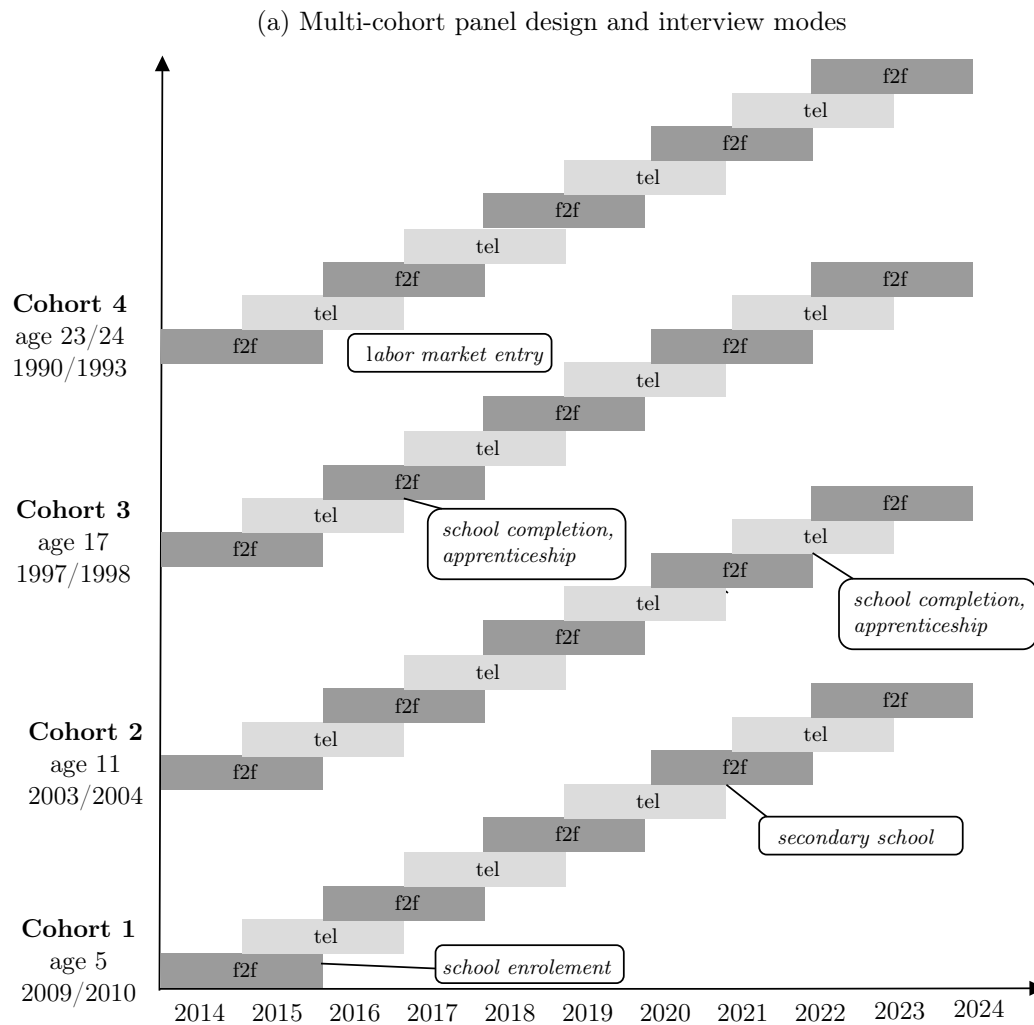 (a) Multi-cohort panel design and interview modes
f2f
tel
f2f
tel
f2f
tel
f2f
tel
f2f
Cohort 4
age 23/24
1990/1993
labor market entry
f2f
tel
f2f
tel
f2f
tel
f2f
tel
f2f
Cohort 3
age 17
1997/1998
school completion,
apprenticeship
f2f
tel
f2f
tel
f2f
tel
f2f
tel
f2f
school completion,
apprenticeship
Cohort 2
age 11
2003/2004
f2f
tel
f2f
tel
f2f
tel
f2f
tel
f2f
secondary school
Cohort 1
age 5
2009/2010
school enrolement
2014 2015 2016 2017 2018 2019 2020 2021 2022 2023 2024